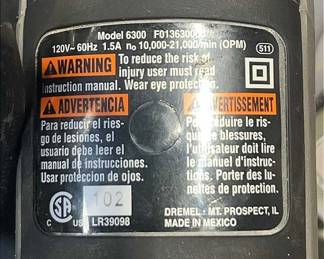 Model 6300
120V~ 60Hz 1.5A n₀ 10,000-21,000/min (OPM)
511
WARNING To reduce the risk of
injury user must read
instruction manual. Wear eye protection.
ADVERTENCIA
Para reducir el ries-
go de lesiones, el
usuario debe leer el
manual de instrucciones.
Usar proteccion de ojos.
AVERTISSEMENT
Pour réduire le ris-
que de blessures,
l'utilisateur doit lire
le manuel d'instruc-
tions. Porter des lu-
nettes de protection.
C US
102
LR39098
DREMEL - MT. PROSPECT, IL
MADE IN MEXICO